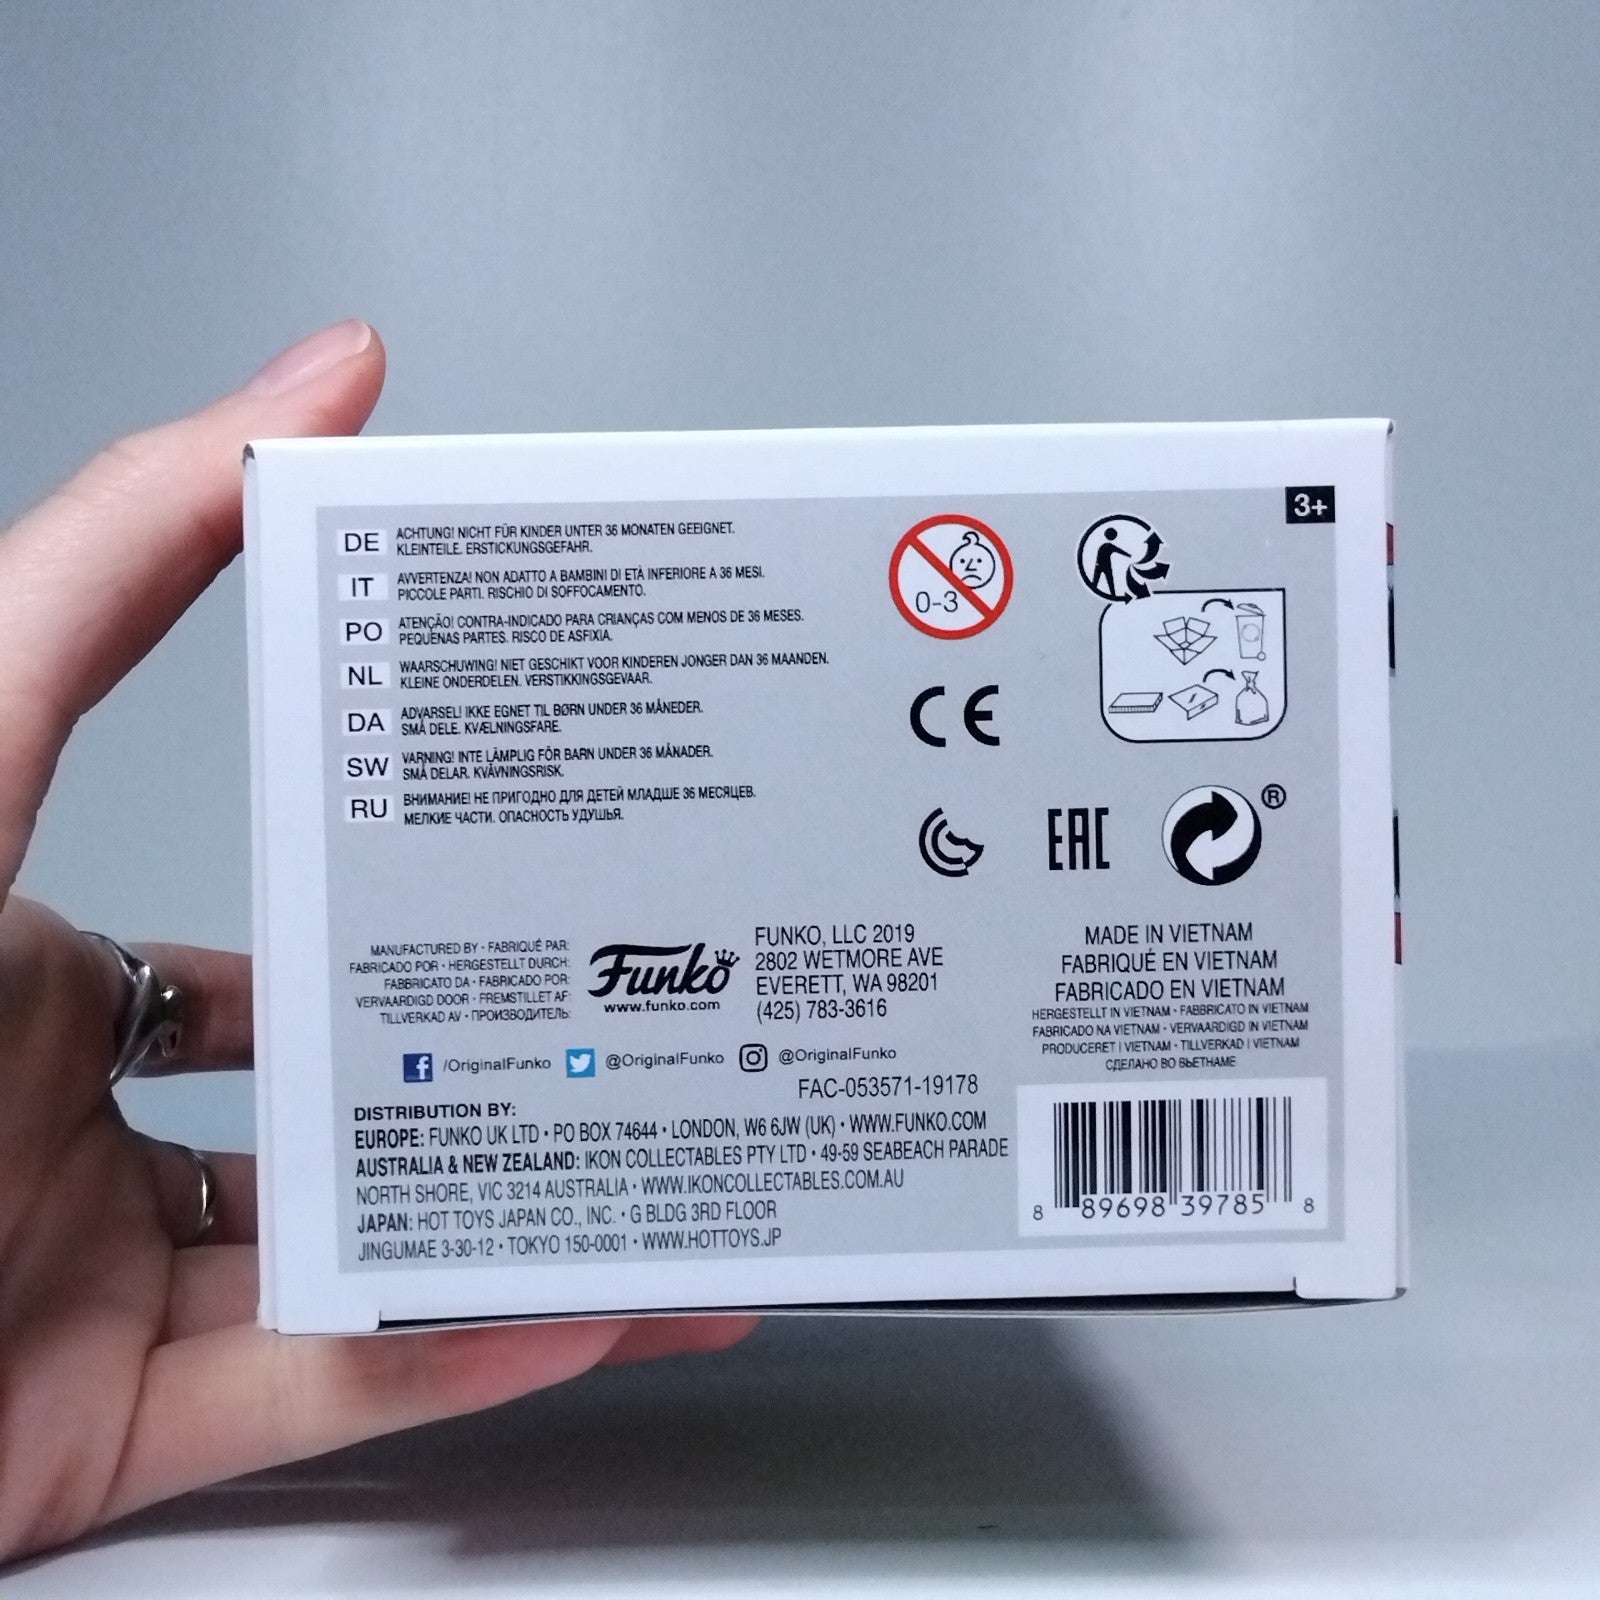 3+
DE
ACHTUNG! NICHT FÜR KINDER UNTER 36 MONATEN GEEIGNET.
KLEINTEILE. ERSTICKUNGSGEFAHR.
IT
AVVERTENZA! NON ADATTO A BAMBINI DI ETÀ INFERIORE A 36 MESI.
PICCOLE PARTI. RISCHIO DI SOFFOCAMENTO.
PO
ATENÇÃO! CONTRA-INDICADO PARA CRIANÇAS COM MENOS DE 36 MESES.
PEQUENAS PARTES. RISCO DE ASFIXIA.
NL
WAARSCHUWING! NIET GESCHIKT VOOR KINDEREN JONGER DAN 36 MAANDEN.
KLEINE ONDERDELEN. VERSTIKKINGSGEVAAR.
DA
ADVARSEL! IKKE EGNET TIL BØRN UNDER 36 MÅNEDER.
SMÅ DELE. KVÆLNINGSFARE.
SW
VARNING! INTE LÄMPLIG FÖR BARN UNDER 36 MÅNADER.
SMÅ DELAR. KVÄVNINGSRISK.
RU
ВНИМАНИЕ! НЕ ПРИГОДНО ДЛЯ ДЕТЕЙ МЛАДШЕ 36 МЕСЯЦЕВ.
МЕЛКИЕ ЧАСТИ. ОПАСНОСТЬ УДУШЬЯ.
0-3
CE
EAC
®
MANUFACTURED BY • FABRIQUÉ PAR:
FABRICADO POR • HERGESTELLT DURCH:
FABBRICATO DA • FABRICADO POR:
VERVAARDIGD DOOR • FREMSTILLET AF:
TILLVERKAD AV • ПРОИЗВОДИТЕЛЬ:
Funko
www.funko.com
FUNKO, LLC 2019
2802 WETMORE AVE
EVERETT, WA 98201
(425) 783-3616
MADE IN VIETNAM
FABRIQUÉ EN VIETNAM
FABRICADO EN VIETNAM
HERGESTELLT IN VIETNAM • FABBRICATO IN VIETNAM
FABRICADO NA VIETNAM • VERVAARDIGD IN VIETNAM
PRODUCERET I VIETNAM • TILLVERKAD I VIETNAM
СДЕЛАНО ВО ВЬЕТНАМЕ
/OriginalFunko @OriginalFunko @OriginalFunko
FAC-053571-19178
DISTRIBUTION BY:
EUROPE: FUNKO UK LTD • PO BOX 74644 • LONDON, W6 6JW (UK) • WWW.FUNKO.COM
AUSTRALIA & NEW ZEALAND: IKON COLLECTABLES PTY LTD • 49-59 SEABEACH PARADE
NORTH SHORE, VIC 3214 AUSTRALIA • WWW.IKONCOLLECTABLES.COM.AU
JAPAN: HOT TOYS JAPAN CO., INC. • G BLDG 3RD FLOOR
JINGUMAE 3-30-12 • TOKYO 150-0001 • WWW.HOTTOYS.JP
8 89698 39785 8